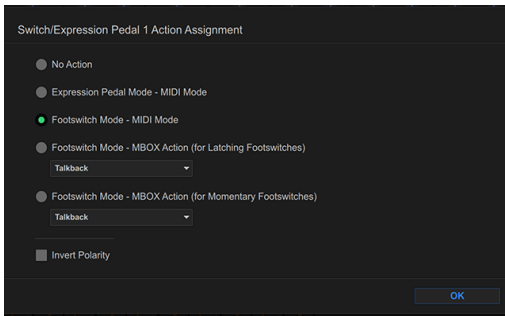 Switch/Expression Pedal 1 Action Assignment
No Action
Expression Pedal Mode - MIDI Mode
Footswitch Mode - MIDI Mode
Footswitch Mode - MBOX Action (for Latching Footswitches)
Talkback
Footswitch Mode - MBOX Action (for Momentary Footswitches)
Talkback
Invert Polarity
OK